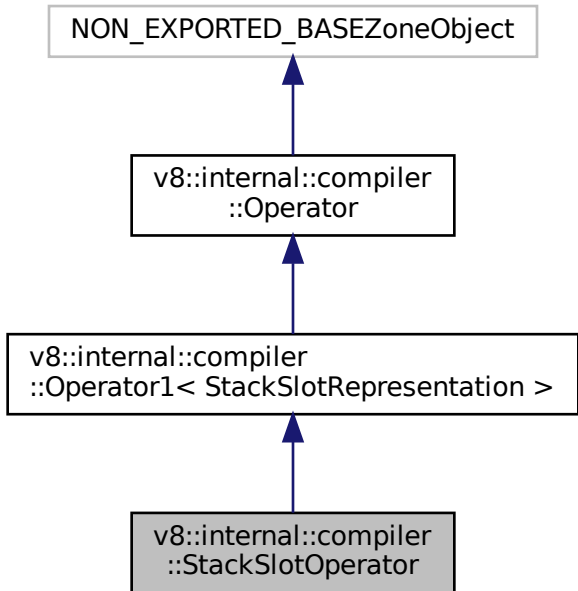 NON_EXPORTED_BASEZoneObject
v8::internal::compiler
::Operator
v8::internal::compiler
::Operator1< StackSlotRepresentation >
v8::internal::compiler
::StackSlotOperator